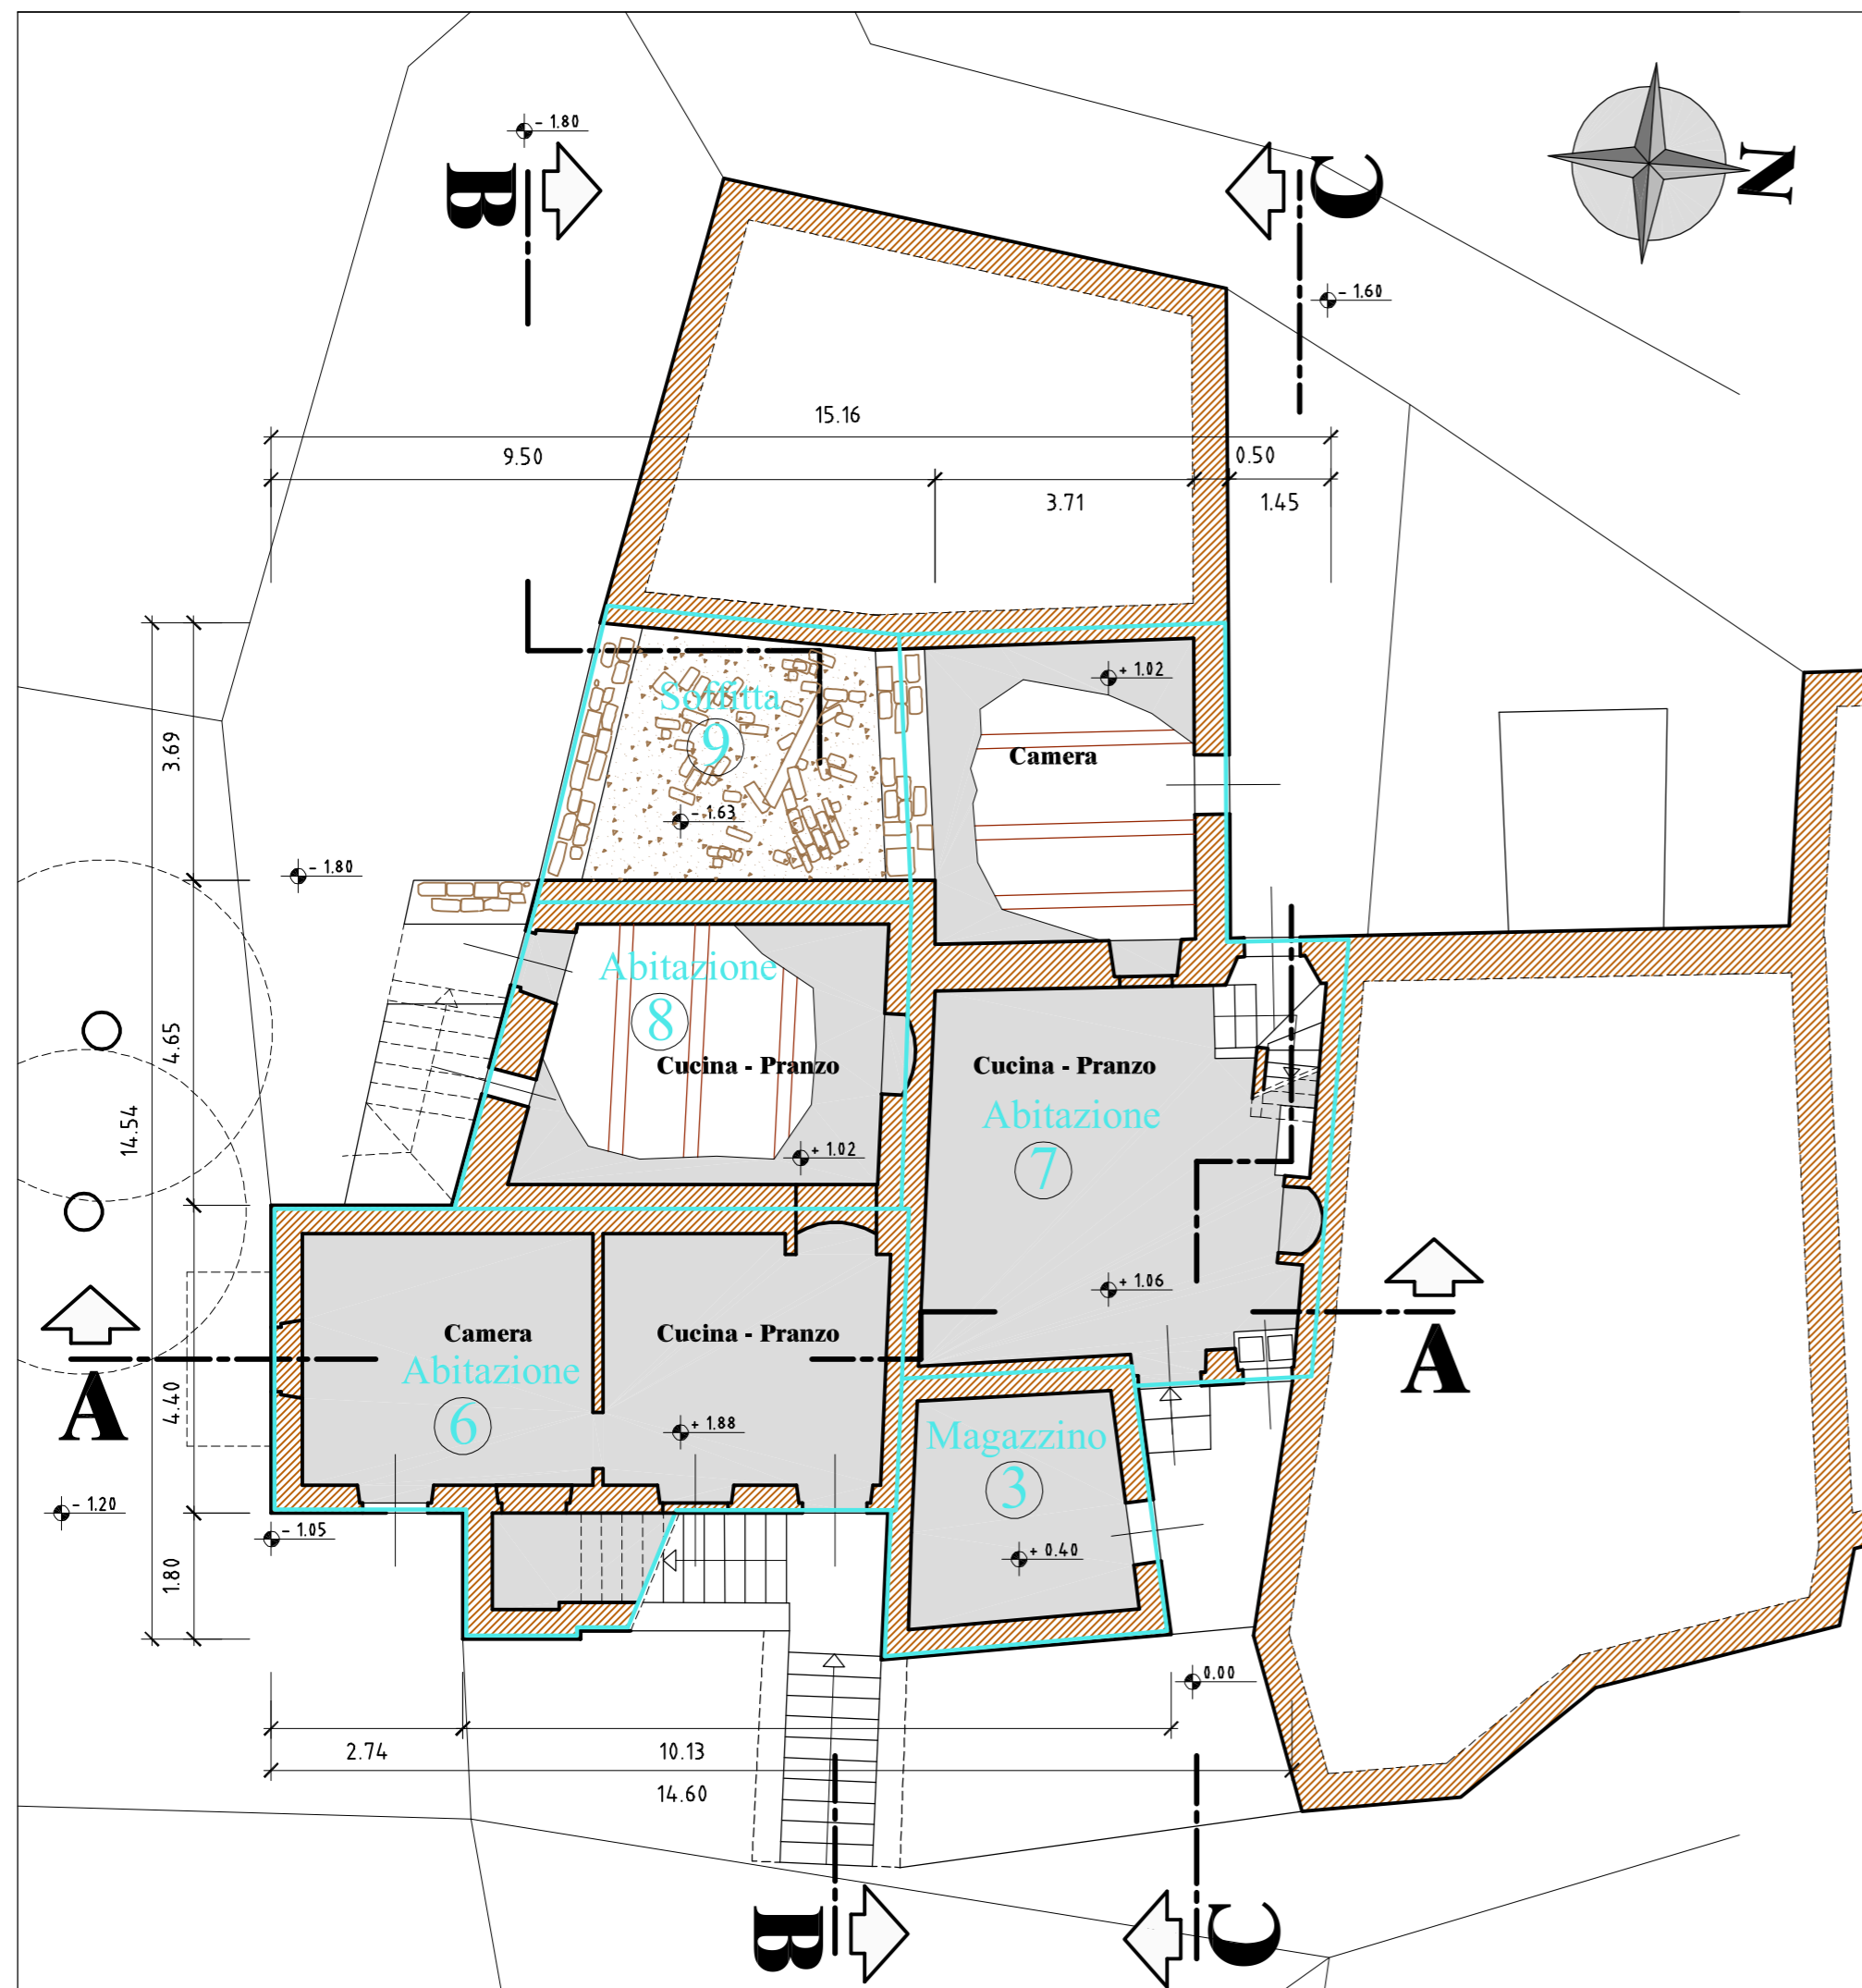 - 1.80
B
C
N
- 1.60
15.16
9.50
0.50
3.71
1.45
+ 1.02
Soffitta
9
Camera
3.69
- 1.63
- 1.80
Abitazione
8
4.65
Cucina - Pranzo
Cucina - Pranzo
Abitazione
14.54
+ 1.02
7
+ 1.06
Camera
Cucina - Pranzo
Abitazione
A
A
4.40
6
+ 1.88
Magazzino
3
- 1.20
- 1.05
+ 0.40
1.80
0.00
2.74
10.13
14.60
B
C